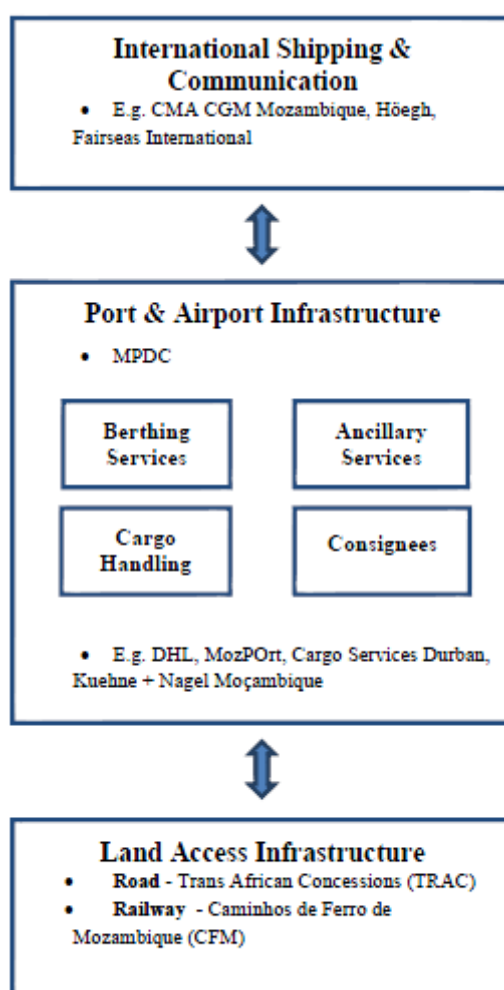 International Shipping &
Communication
• E.g. CMA CGM Mozambique, Höegh,
Fairseas International
Port & Airport Infrastructure
• MPDC
Berthing
Services
Ancillary
Services
Cargo
Handling
Consignees
• E.g. DHL, MozPOrt, Cargo Services Durban,
Kuehne + Nagel Moçambique
Land Access Infrastructure
• Road - Trans African Concessions (TRAC)
• Railway - Caminhos de Ferro de
Mozambique (CFM)